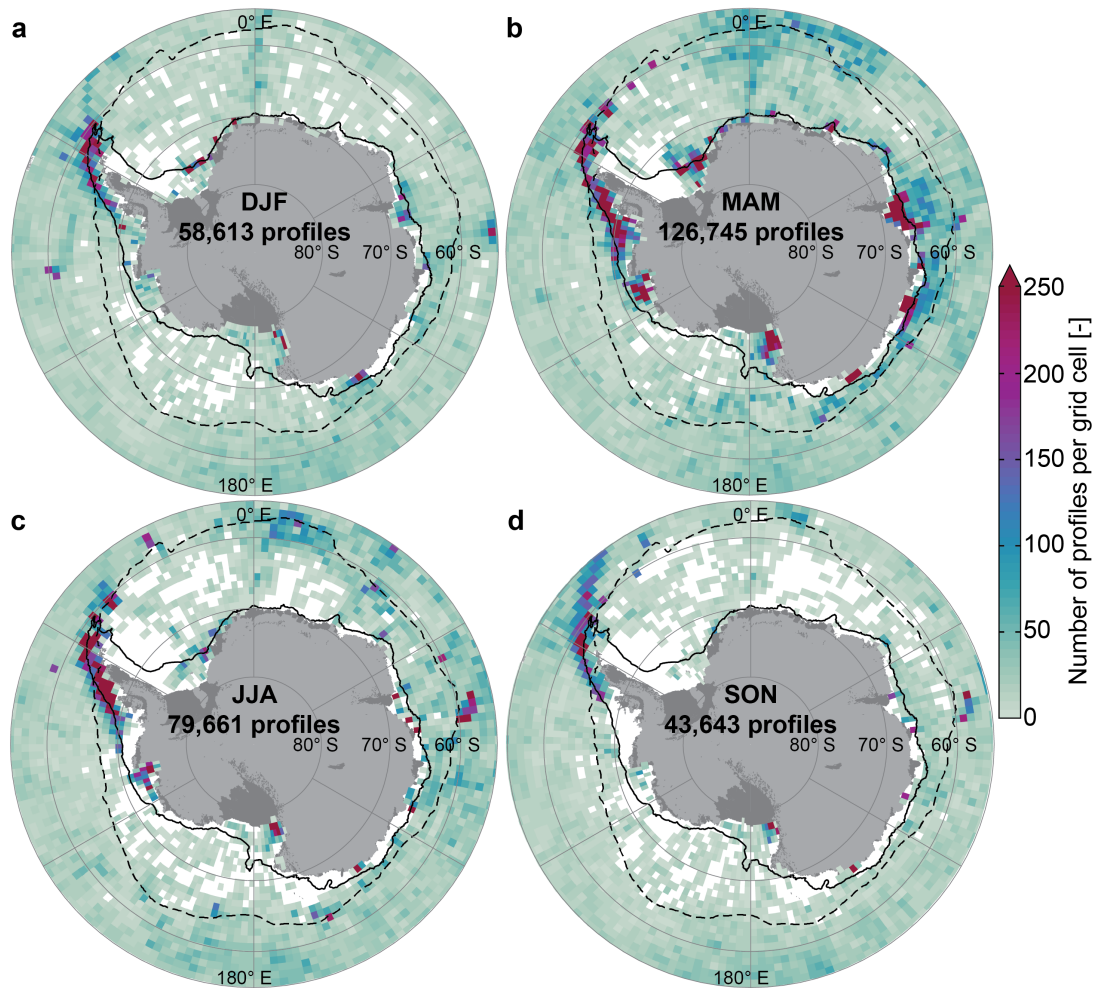 a
0° E
DJF
58,613 profiles
80° S
70° S
60° S
180° E
b
0° E
MAM
126,745 profiles
80° S
70° S
60° S
180° E
c
0° E
JJA
79,661 profiles
80° S
70° S
60° S
180° E
d
0° E
SON
43,643 profiles
80° S
70° S
60° S
180° E
250
200
150
100
50
0
Number of profiles per grid cell [-]